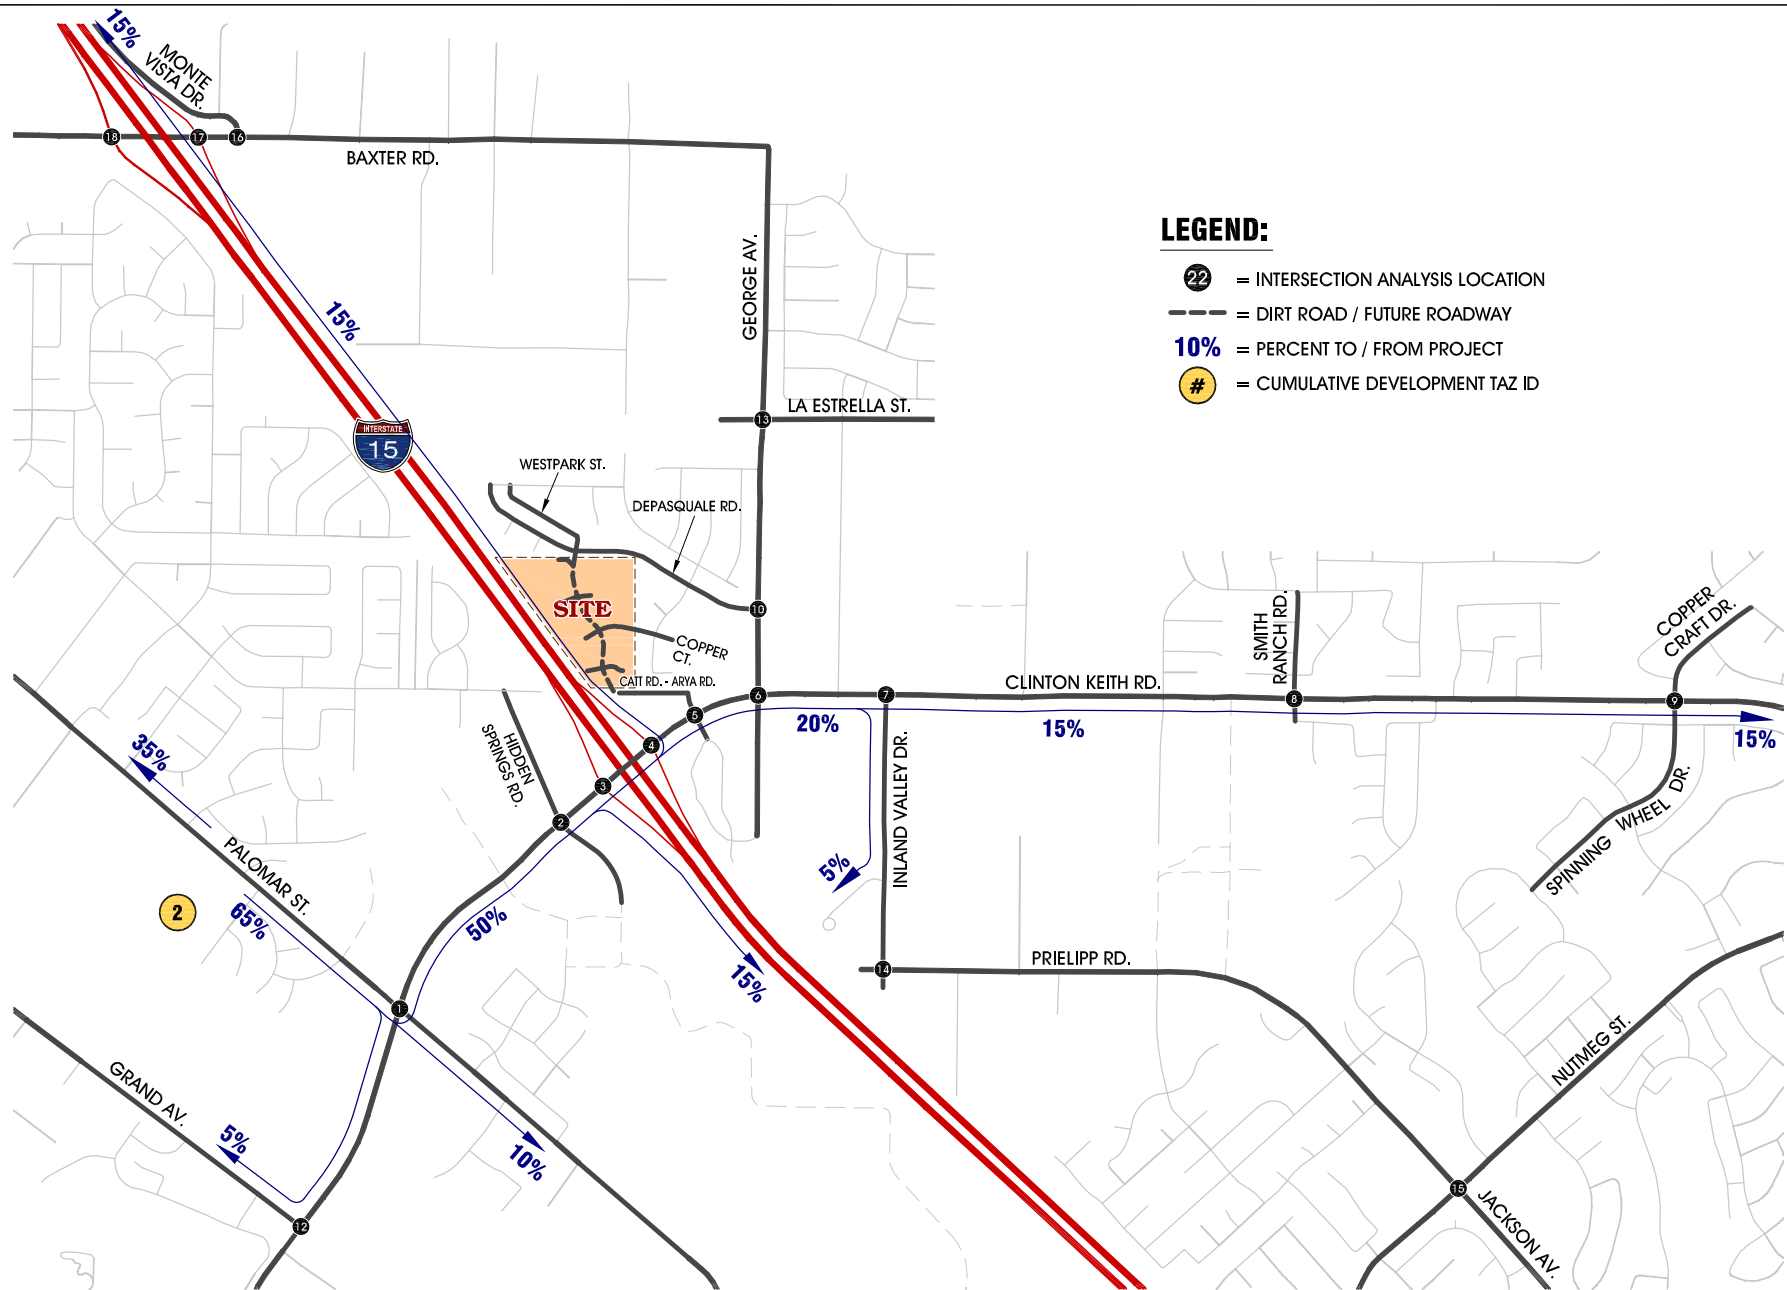 15%
MONTE
VISTA DR.
18
17
16
BAXTER RD.
LEGEND:
22 = INTERSECTION ANALYSIS LOCATION
= DIRT ROAD / FUTURE ROADWAY
10% = PERCENT TO / FROM PROJECT
# = CUMULATIVE DEVELOPMENT TAZ ID
GEORGE AV.
15%
LA ESTRELLA ST.
13
INTERSTATE
15
WESTPARK ST.
DEPASQUALE RD.
10
SITE
COPPER
CT.
CATT RD. - ARYA RD.
SMITH
RANCH RD.
COPPER
CRAFT DR.
CLINTON KEITH RD.
6
7
8
9
5
4
3
2
20%
15%
15%
HIDDEN
SPRINGS RD.
35%
PALOMAR ST.
INLAND VALLEY DR.
SPINNING WHEEL DR.
5%
2
65%
50%
15%
14
PRIELIPP RD.
1
NUTMEG ST.
GRAND AV.
5%
10%
12
15
JACKSON AV.